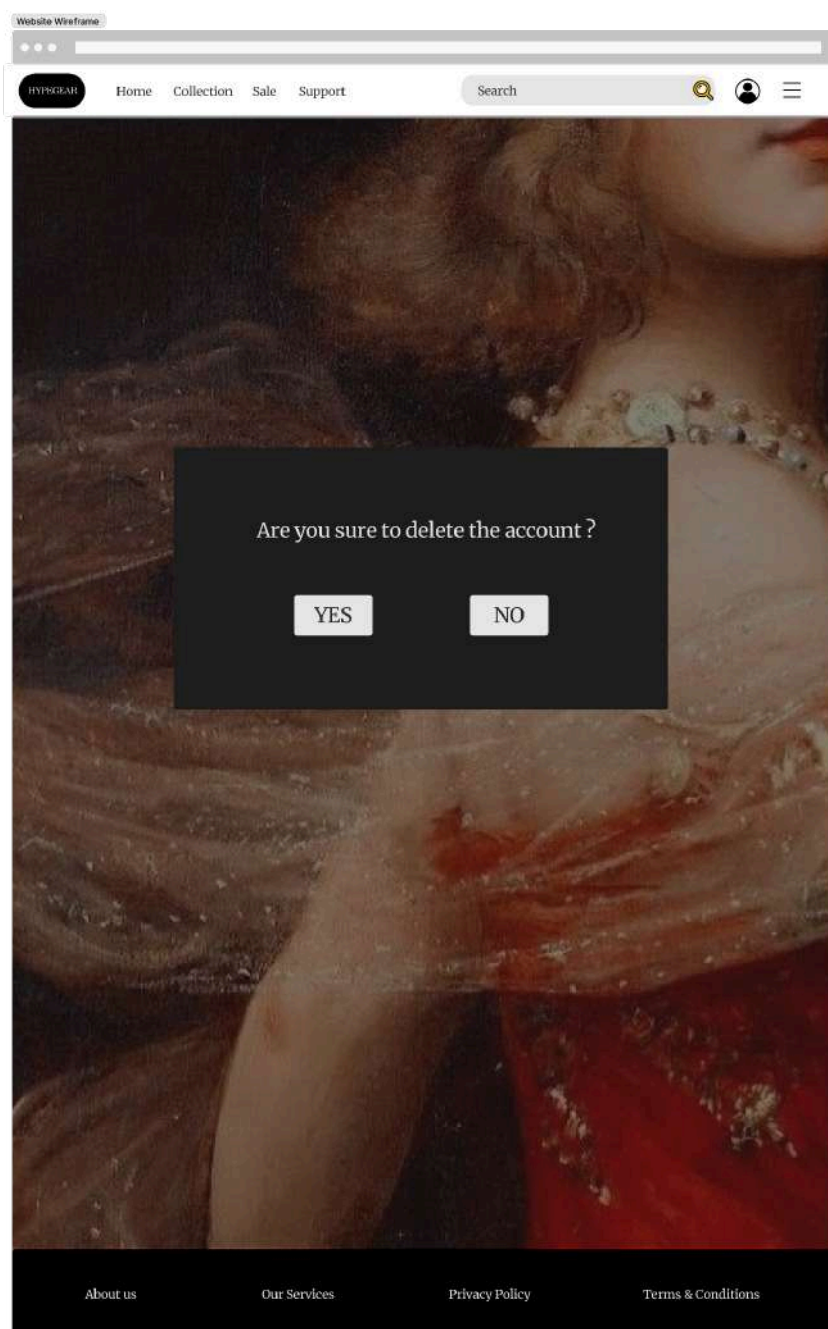 Website Wireframe
HYPEGEAR
Home Collection Sale Support
Search
Are you sure to delete the account ?
YES NO
About us Our Services Privacy Policy Terms & Conditions